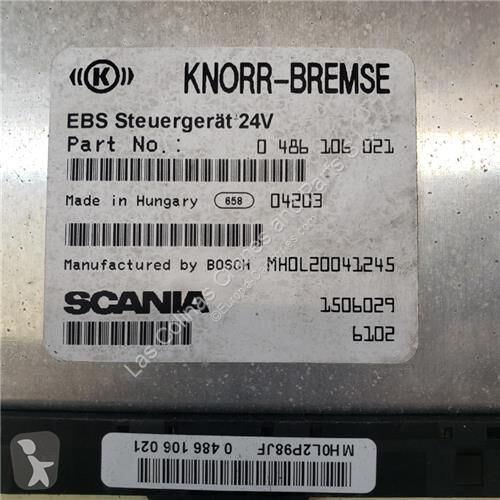 K KNORR-BREMSE
EBS Steuergerät 24V
Part No.: 0 486 106 021
Made in Hungary 658 04203
Manufactured by BOSCH MHOL20041245
SCANIA 1506029
6102
MH0L2P98JF 0 486 106 021